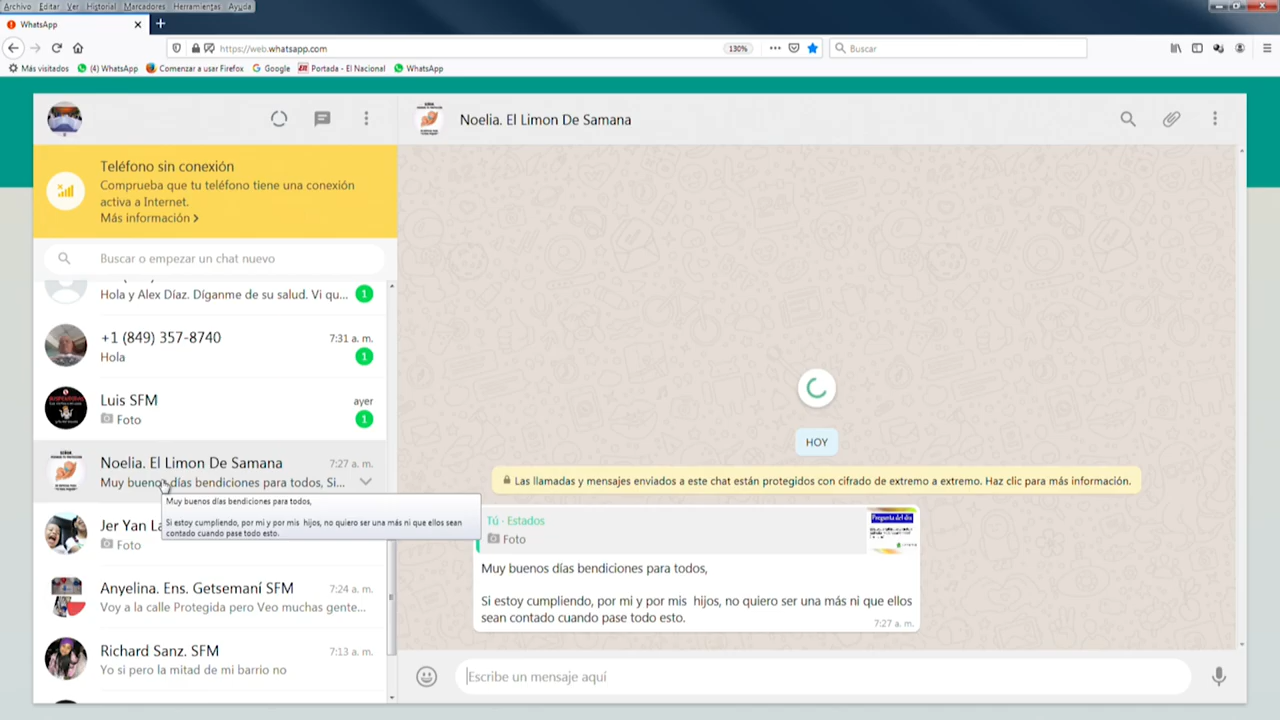 Archivo Editar Ver Historial Marcadores Herramientas Ayuda
WhatsApp
https://web.whatsapp.com
130%
Buscar
Más visitados
(4) WhatsApp
Comenzar a usar Firefox
Google
Portada - El Nacional
WhatsApp
Noelia. El Limon De Samana
Teléfono sin conexión
Comprueba que tu teléfono tiene una conexión
activa a Internet.
Más información >
Buscar o empezar un chat nuevo
Hola y Alex Díaz. Díganme de su salud. Vi qu... 1
+1 (849) 357-8740 7:31 a. m.
Hola 1
Luis SFM ayer
Foto 1
Noelia. El Limon De Samana 7:27 a. m.
Muy buenos días bendiciones para todos, Si...
Muy buenos días bendiciones para todos,
Si estoy cumpliendo, por mi y por mis hijos, no quiero ser una más ni que ellos sean
contado cuando pase todo esto.
Jer Yan La
Foto
Anyelina. Ens. Getsemaní SFM 7:24 a. m.
Voy a la calle Protegida pero Veo muchas gente...
Richard Sanz. SFM 7:13 a. m.
Yo si pero la mitad de mi barrio no
HOY
Las llamadas y mensajes enviados a este chat están protegidos con cifrado de extremo a extremo. Haz clic para más información.
Tú · Estados
Foto
Pregunta del día
Muy buenos días bendiciones para todos,
Si estoy cumpliendo, por mi y por mis hijos, no quiero ser una más ni que ellos
sean contado cuando pase todo esto.
7:27 a. m.
Escribe un mensaje aquí